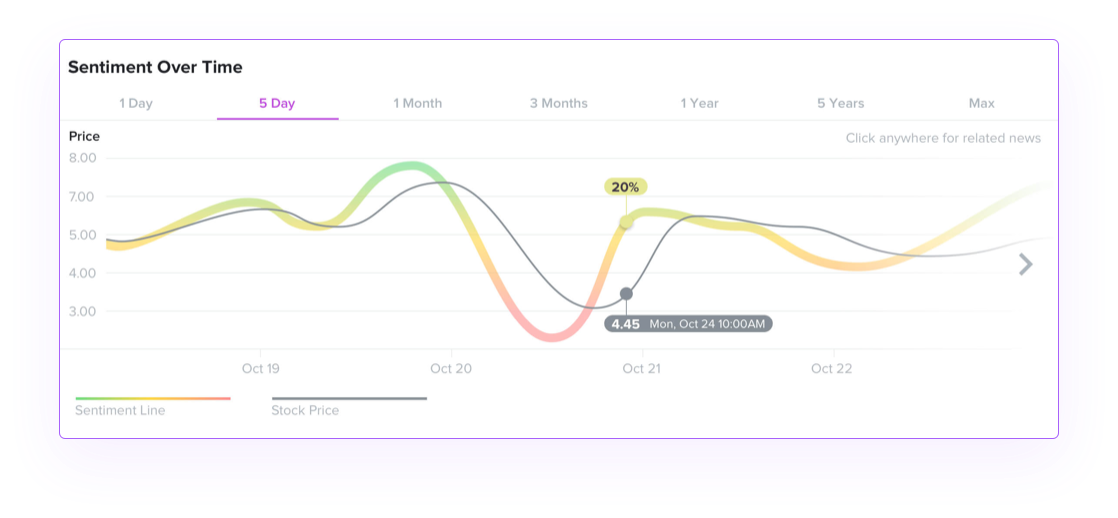 Sentiment Over Time
1 Day 5 Day 1 Month 3 Months 1 Year 5 Years Max
Price
Click anywhere for related news
8.00
7.00
5.00
4.00
3.00
20%
4.45 Mon, Oct 24 10:00AM
Oct 19 Oct 20 Oct 21 Oct 22
Sentiment Line
Stock Price